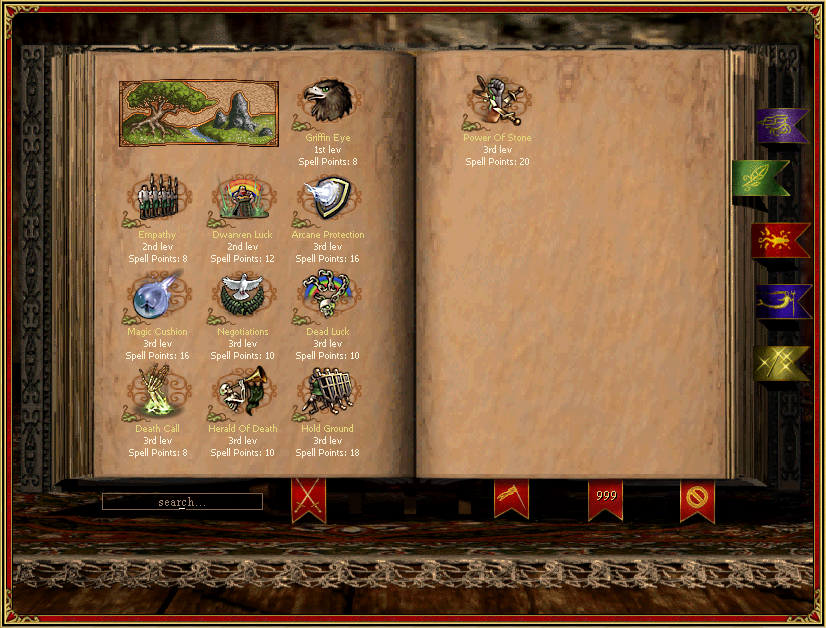 Griffin Eye
1st lev
Spell Points: 8
Empathy
2nd lev
Spell Points: 8
Dwarven Luck
2nd lev
Spell Points: 12
Arcane Protection
3rd lev
Spell Points: 16
Magic Cushion
3rd lev
Spell Points: 16
Negotiations
3rd lev
Spell Points: 10
Dead Luck
3rd lev
Spell Points: 10
Death Call
3rd lev
Spell Points: 8
Herald Of Death
3rd lev
Spell Points: 10
Hold Ground
3rd lev
Spell Points: 18
Power Of Stone
3rd lev
Spell Points: 20
search...
999